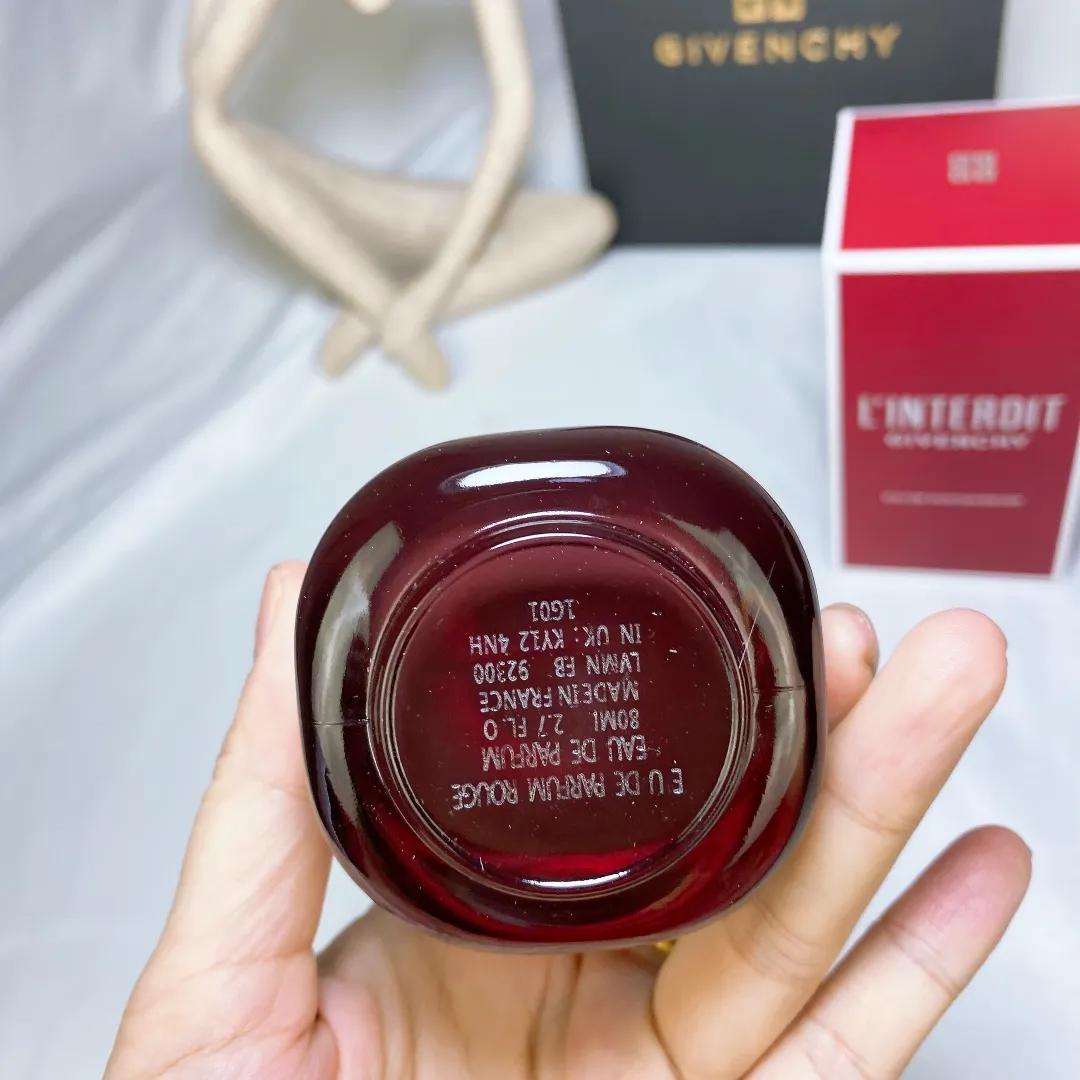 GIVENCHY
L'INTERDIT
GIVENCHY
E U DE PARFUM ROUGE
EAU DE PARFUM
80Ml 2.7 FL.O
MADEIN FRANCE
LVMN EB 92300
IN UK: KY12 4NH
1G01